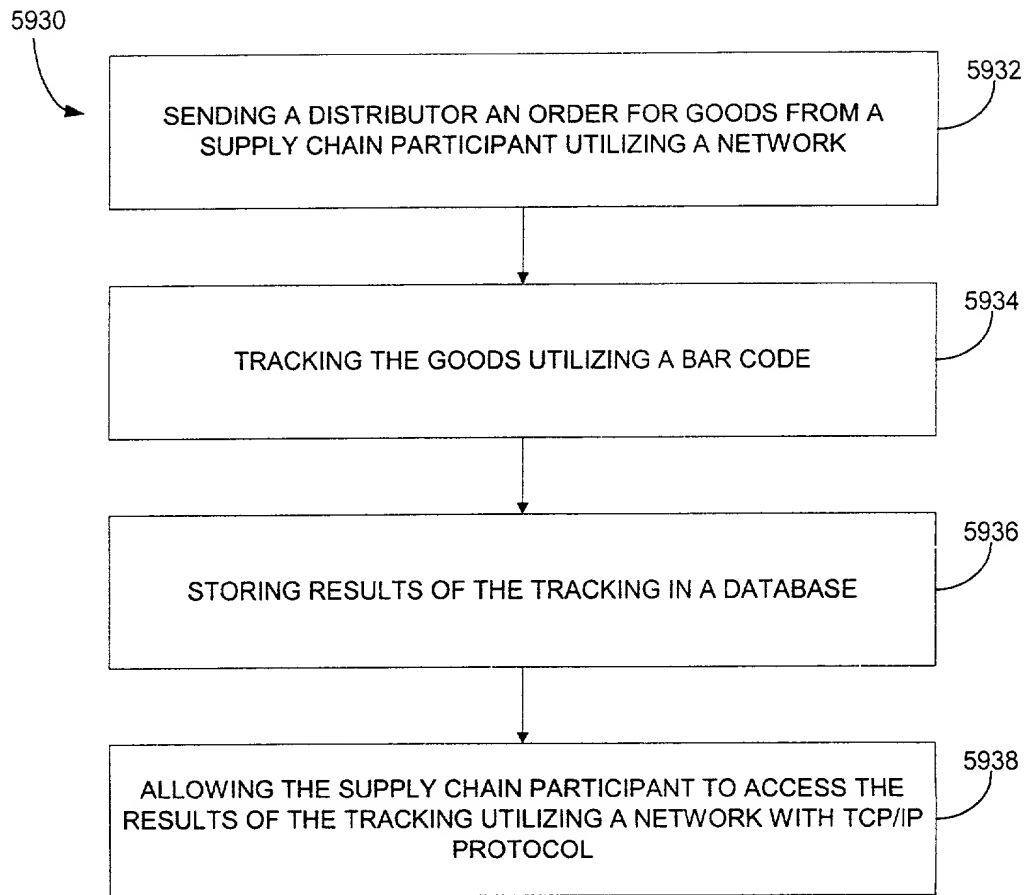 5930
5932
SENDING A DISTRIBUTOR AN ORDER FOR GOODS FROM A
SUPPLY CHAIN PARTICIPANT UTILIZING A NETWORK
5934
TRACKING THE GOODS UTILIZING A BAR CODE
5936
STORING RESULTS OF THE TRACKING IN A DATABASE
5938
ALLOWING THE SUPPLY CHAIN PARTICIPANT TO ACCESS THE
RESULTS OF THE TRACKING UTILIZING A NETWORK WITH TCP/IP
PROTOCOL